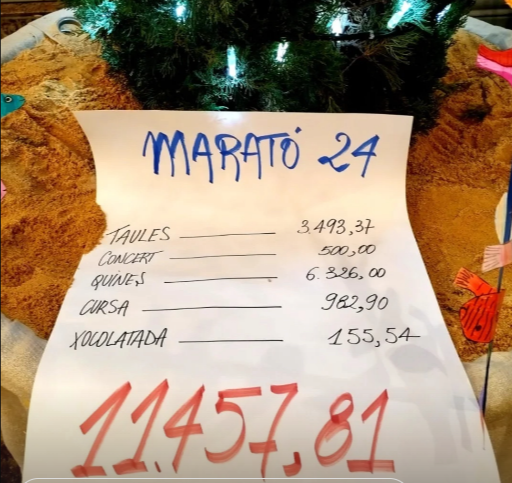 MARATÓ 24
TAULES 3.493,37
CONCERT 500,00
QUINES 6.326,00
CURSA 982,90
XOCOLATADA 155,54
11.457,81